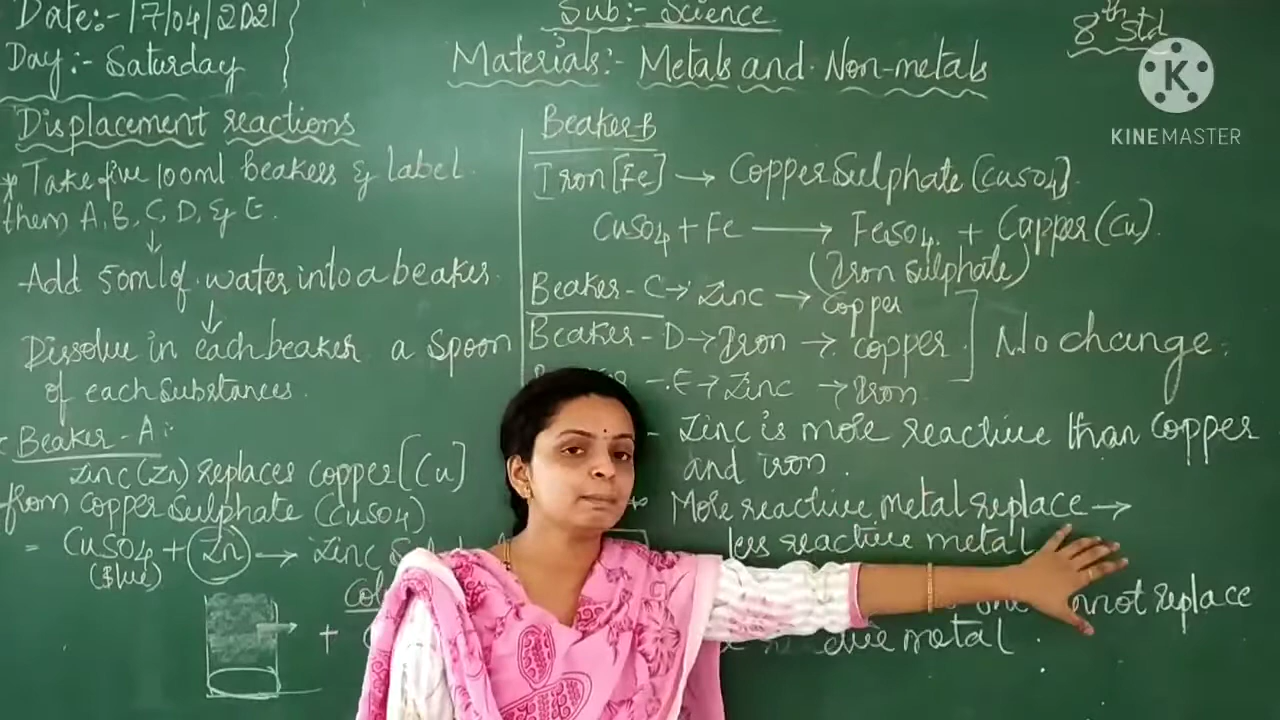 Date:- 17/04/2021
Day:- Saturday
Sub:- Science
8th std
Materials:- Metals and Non-metals
KINEMASTER
Displacement reactions
* Take five 100ml beakers & label
them A, B, C, D, & E.
↓
Add 50ml of water into a beaker.
↓
Dissolve in each beaker a Spoon
of each Substances.
Beaker-A:-
Zinc (Zn) replaces copper [Cu]
from copper Sulphate (CuSO4)
= CuSO4 + Zn → Zinc
(Blue)
+
Beaker-B
Iron [Fe] → Copper Sulphate [CuSO4].
CuSO4 + Fe → FeSO4 + Copper (Cu).
(Iron Sulphate)
Beaker - C → Zinc → Copper
Beaker - D → Iron → copper
- E → Zinc → Iron
No change.
- Zinc is more reactive than copper
and iron.
More reactive metal replace →
less reactive metal
replace
metal.